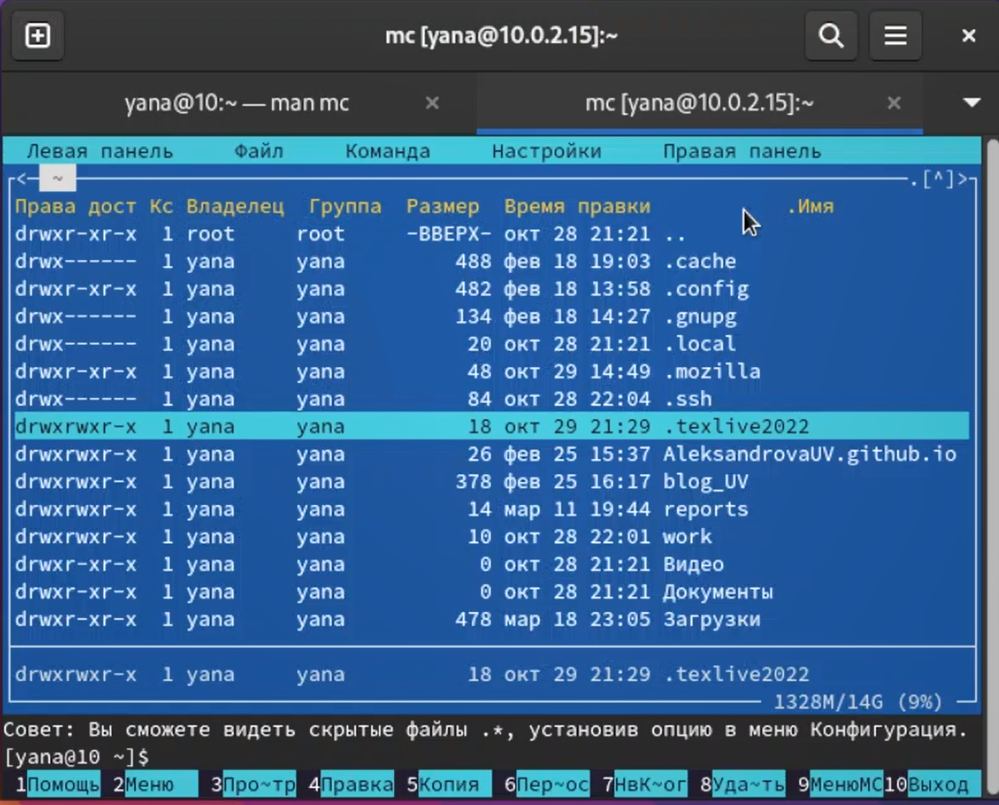 mc [yana@10.0.2.15]:~
yana@10:~ — man mc mc [yana@10.0.2.15]:~
Левая панель Файл Команда Настройки Правая панель
<─ ~ .[^]>
Права дост Кс Владелец Группа Размер Время правки .Имя
drwxr-xr-x 1 root root -ВВЕРХ- окт 28 21:21 ..
drwx------ 1 yana yana 488 фев 18 19:03 .cache
drwxr-xr-x 1 yana yana 482 фев 18 13:58 .config
drwx------ 1 yana yana 134 фев 18 14:27 .gnupg
drwx------ 1 yana yana 20 окт 28 21:21 .local
drwxr-xr-x 1 yana yana 48 окт 29 14:49 .mozilla
drwx------ 1 yana yana 84 окт 28 22:04 .ssh
drwxrwxr-x 1 yana yana 18 окт 29 21:29 .texlive2022
drwxrwxr-x 1 yana yana 26 фев 25 15:37 AleksandrovaUV.github.io
drwxrwxr-x 1 yana yana 378 фев 25 16:17 blog_UV
drwxrwxr-x 1 yana yana 14 мар 11 19:44 reports
drwxrwxr-x 1 yana yana 10 окт 28 22:01 work
drwxr-xr-x 1 yana yana 0 окт 28 21:21 Видео
drwxr-xr-x 1 yana yana 0 окт 28 21:21 Документы
drwxr-xr-x 1 yana yana 478 мар 18 23:05 Загрузки
drwxrwxr-x 1 yana yana 18 окт 29 21:29 .texlive2022
1328M/14G (9%)
Совет: Вы сможете видеть скрытые файлы .*, установив опцию в меню Конфигурация.
[yana@10 ~]$
1Помощь 2Меню 3Про~тр 4Правка 5Копия 6Пер~ос 7НвК~ог 8Уда~ть 9МенюМС10Выход